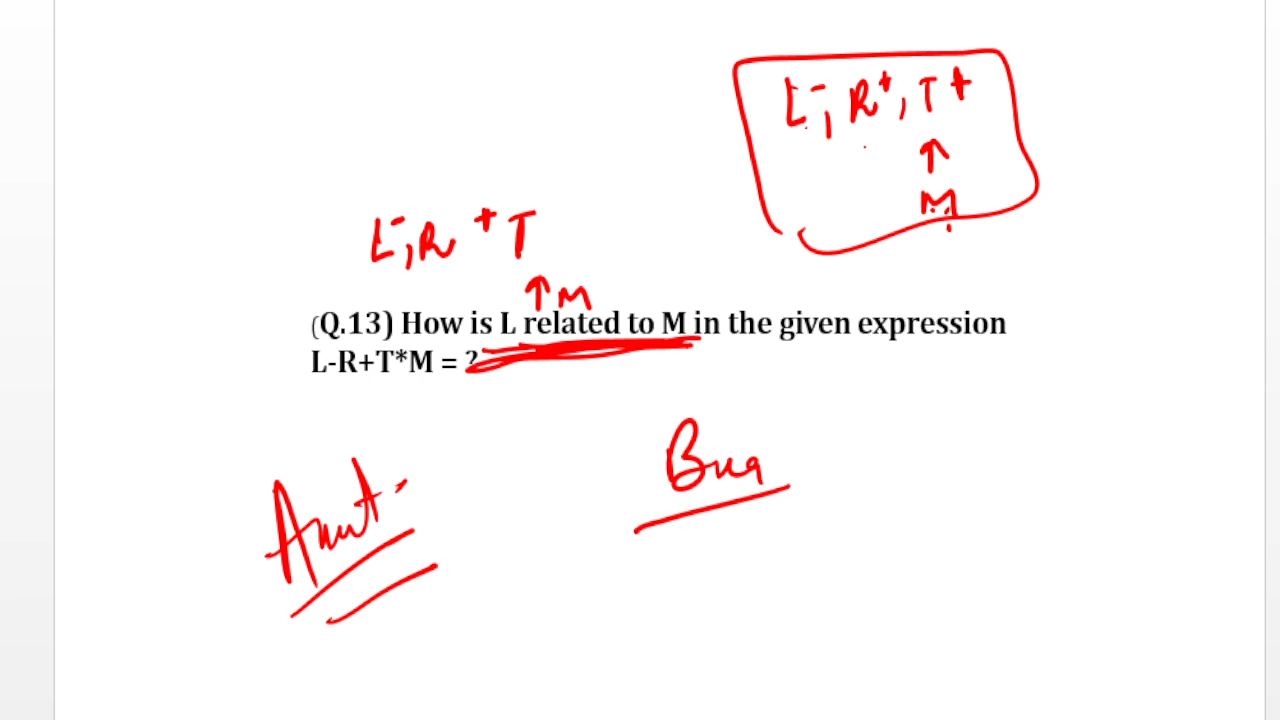 L⁻, R⁺, T⁺
↑
M
L⁻, R⁺ T
↑ M
(Q.13) How is L related to M in the given expression
L-R+T*M = ?
Bua
Aunt.